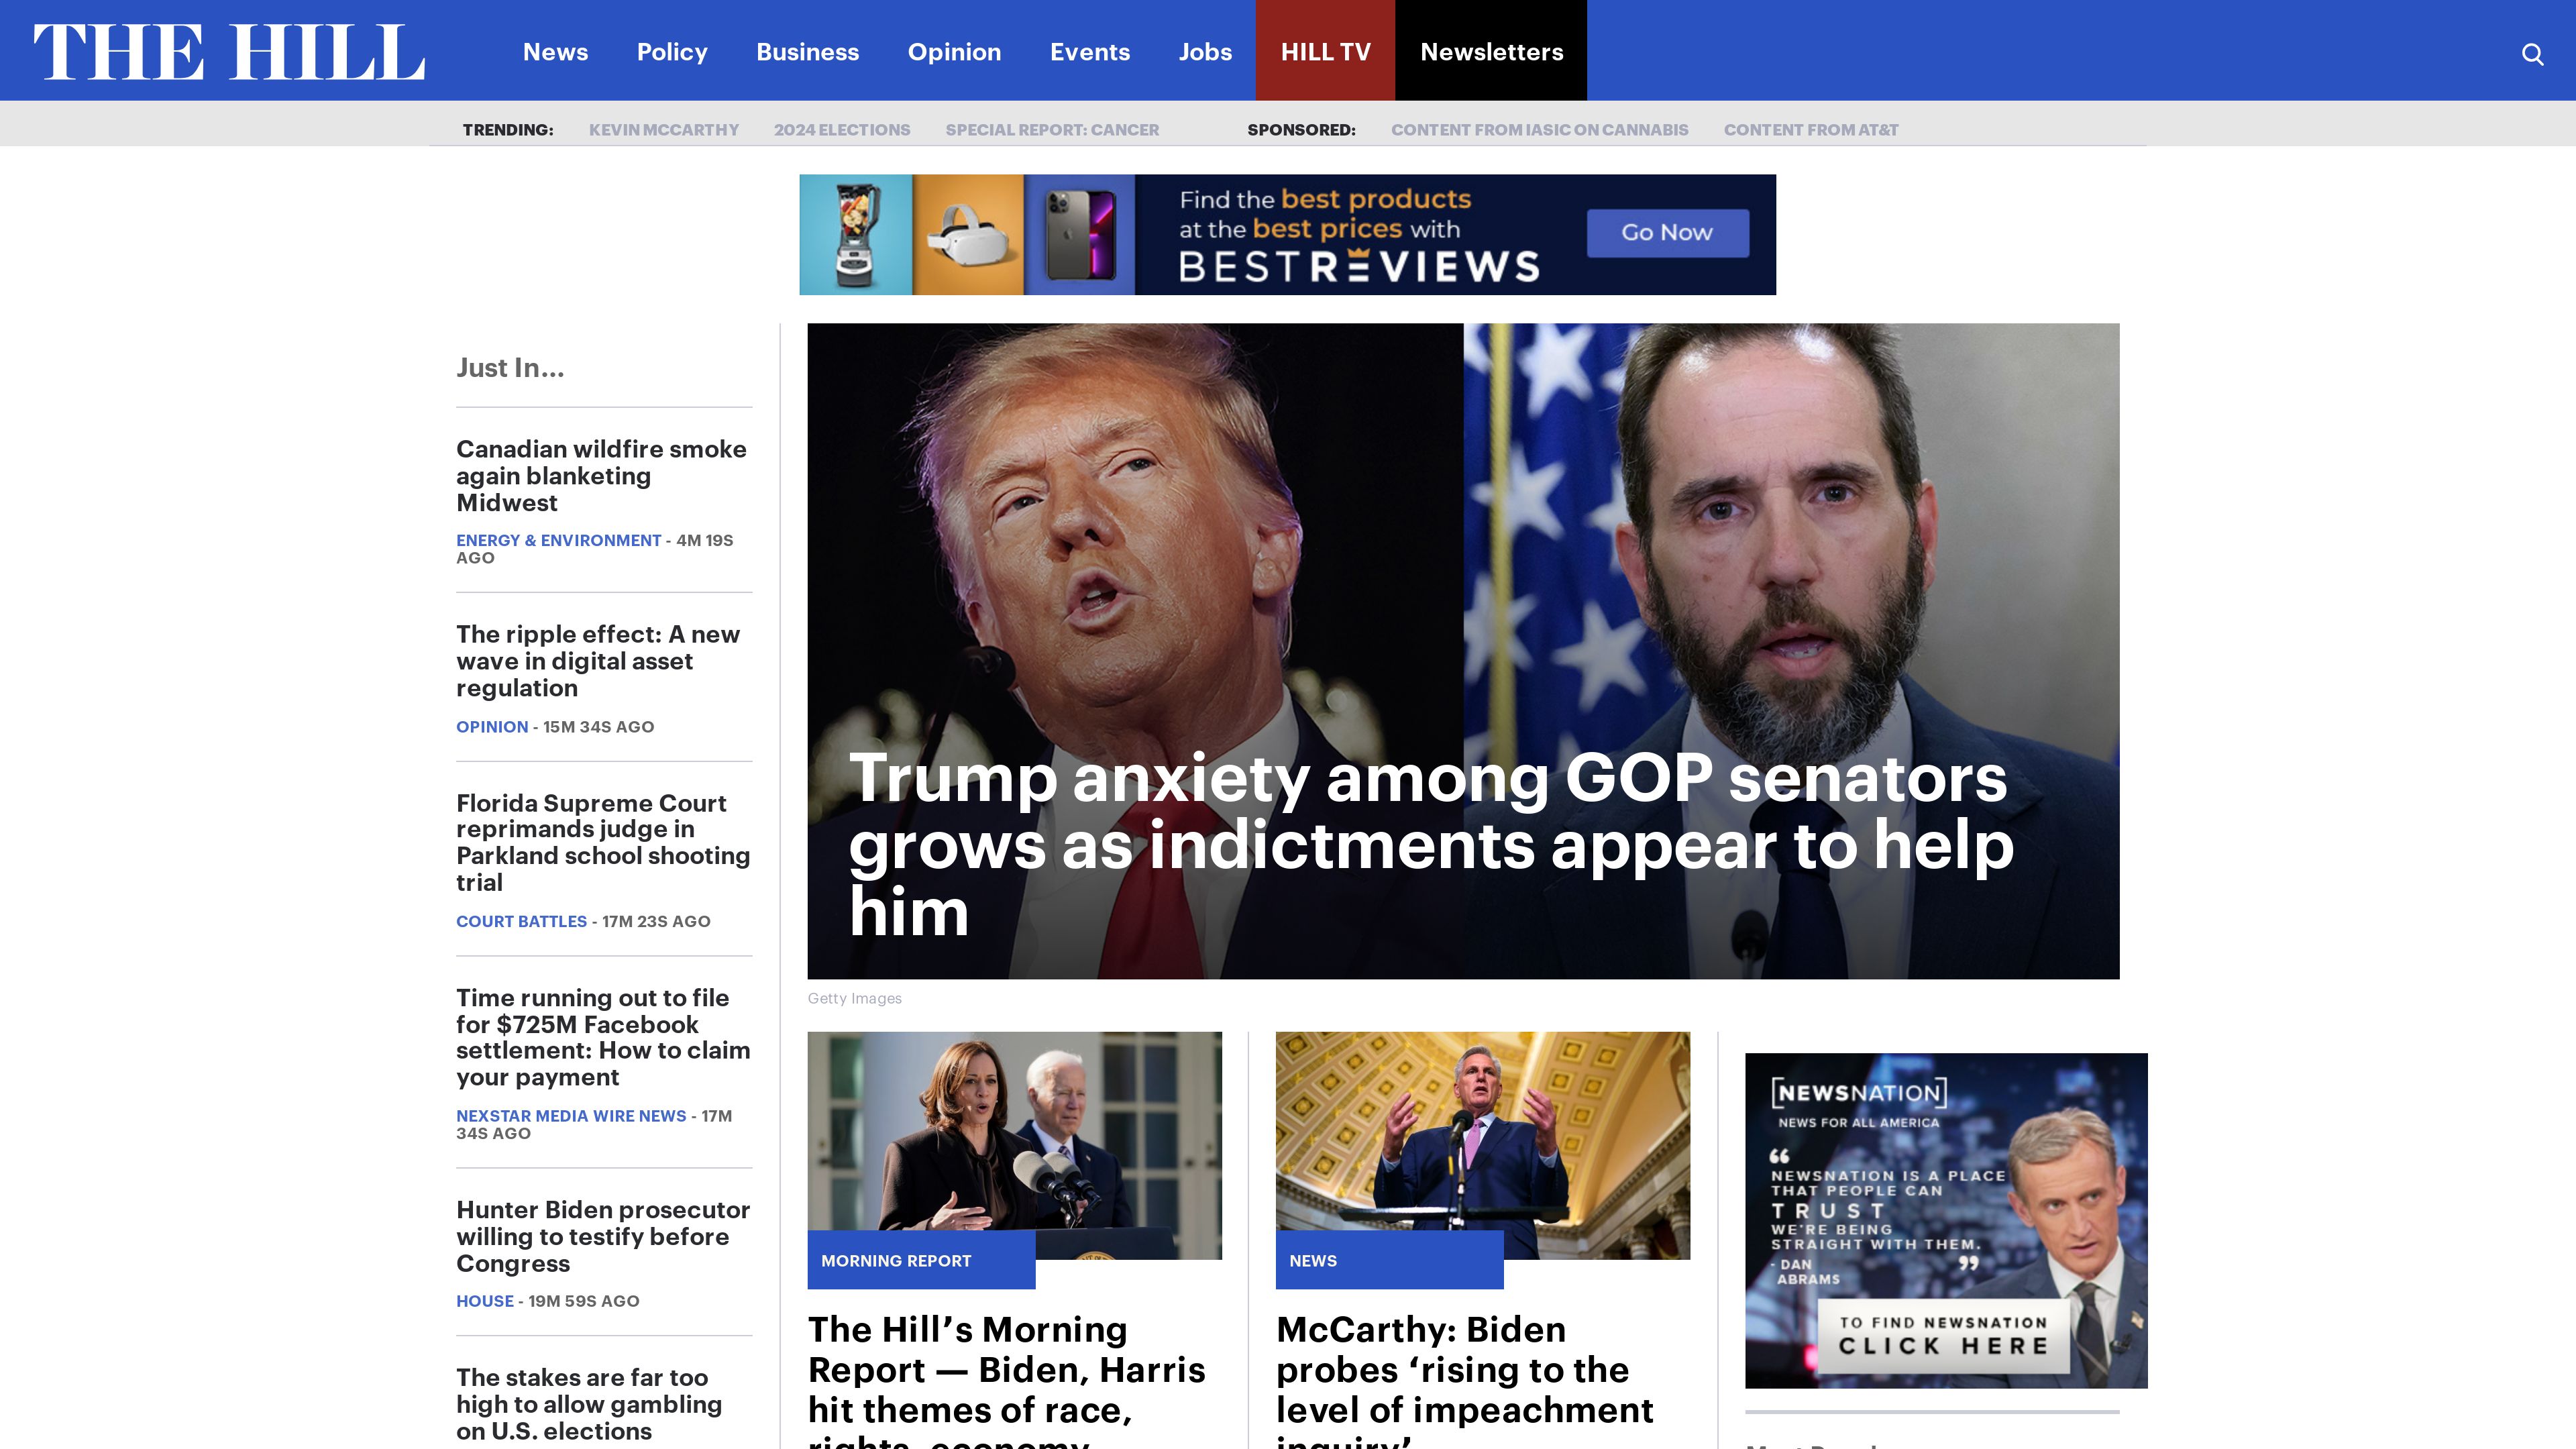 THE HILL
News
Policy
Business
Opinion
Events
Jobs
HILL TV
Newsletters
TRENDING:
KEVIN MCCARTHY
2024 ELECTIONS
SPECIAL REPORT: CANCER
SPONSORED:
CONTENT FROM IASIC ON CANNABIS
CONTENT FROM AT&T
Find the best products
at the best prices with
BESTREVIEWS
Go Now
Just In...
Canadian wildfire smoke
again blanketing
Midwest
ENERGY & ENVIRONMENT - 4M 19S
AGO
The ripple effect: A new
wave in digital asset
regulation
OPINION - 15M 34S AGO
Florida Supreme Court
reprimands judge in
Parkland school shooting
trial
COURT BATTLES - 17M 23S AGO
Time running out to file
for $725M Facebook
settlement: How to claim
your payment
NEXSTAR MEDIA WIRE NEWS - 17M
34S AGO
Hunter Biden prosecutor
willing to testify before
Congress
HOUSE - 19M 59S AGO
The stakes are far too
high to allow gambling
on U.S. elections
Trump anxiety among GOP senators
grows as indictments appear to help
him
Getty Images
MORNING REPORT
The Hill’s Morning
Report — Biden, Harris
hit themes of race,
rights, economy
NEWS
McCarthy: Biden
probes ‘rising to the
level of impeachment
inquiry’
[NEWSNATION]
NEWS FOR ALL AMERICA
“
NEWSNATION IS A PLACE
THAT PEOPLE CAN
TRUST
WE'RE BEING
STRAIGHT WITH THEM.
”
- DAN
ABRAMS
TO FIND NEWSNATION
CLICK HERE